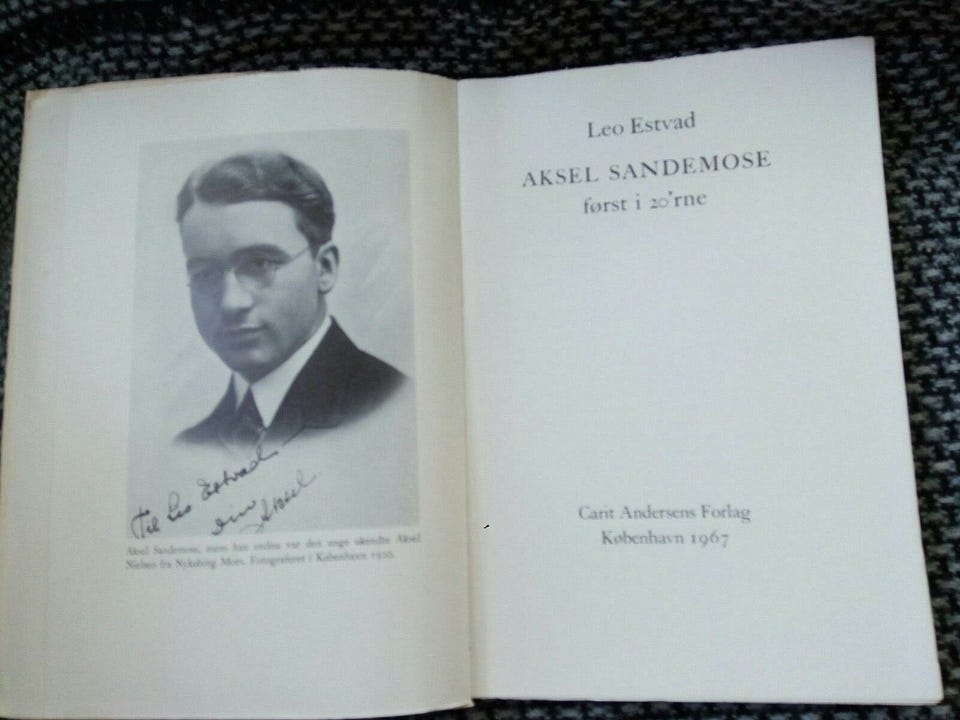 Til Leo Estvad
din Aksel
Aksel Sandemose, mens han endnu var den unge ukendte Aksel
Nielsen fra Nykøbing Mors. Fotograferet i København 1920.
Leo Estvad
AKSEL SANDEMOSE
først i 20'rne
Carit Andersens Forlag
København 1967